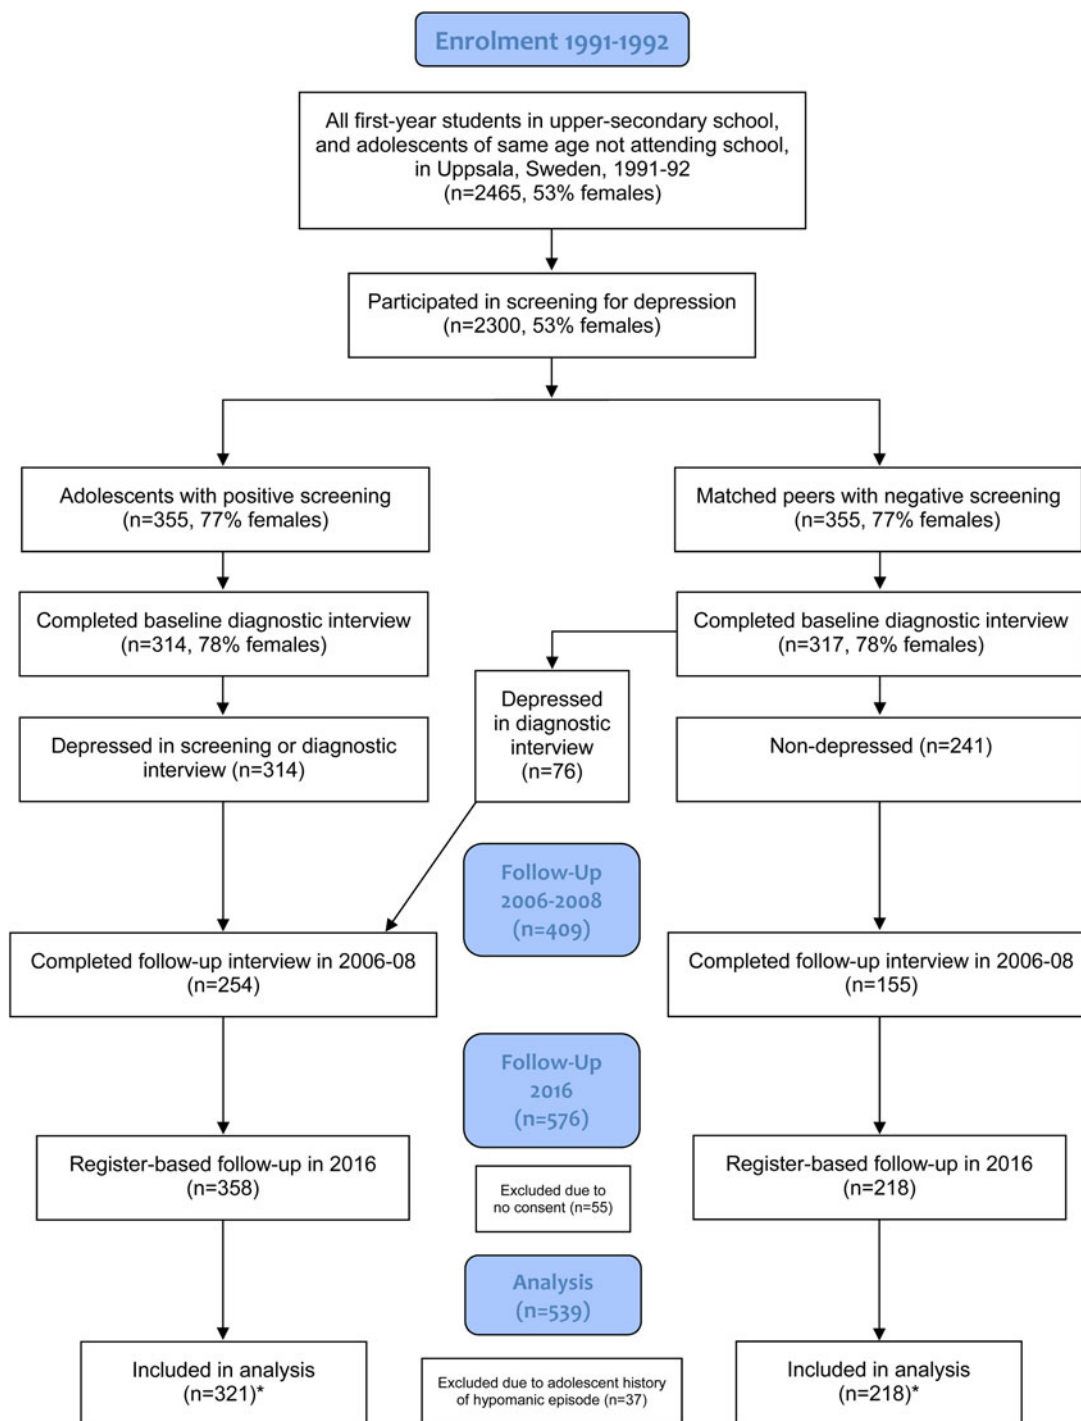 Enrolment 1991-1992
All first-year students in upper-secondary school,
and adolescents of same age not attending school,
in Uppsala, Sweden, 1991-92
(n=2465, 53% females)
Participated in screening for depression
(n=2300, 53% females)
Adolescents with positive screening
(n=355, 77% females)
Matched peers with negative screening
(n=355, 77% females)
Completed baseline diagnostic interview
(n=314, 78% females)
Completed baseline diagnostic interview
(n=317, 78% females)
Depressed
in diagnostic
interview
(n=76)
Depressed in screening or diagnostic
interview (n=314)
Non-depressed (n=241)
Follow-Up
2006-2008
(n=409)
Completed follow-up interview in 2006-08
(n=254)
Completed follow-up interview in 2006-08
(n=155)
Follow-Up
2016
(n=576)
Register-based follow-up in 2016
(n=358)
Excluded due to
no consent (n=55)
Register-based follow-up in 2016
(n=218)
Analysis
(n=539)
Included in analysis
(n=321)*
Excluded due to adolescent history
of hypomanic episode (n=37)
Included in analysis
(n=218)*